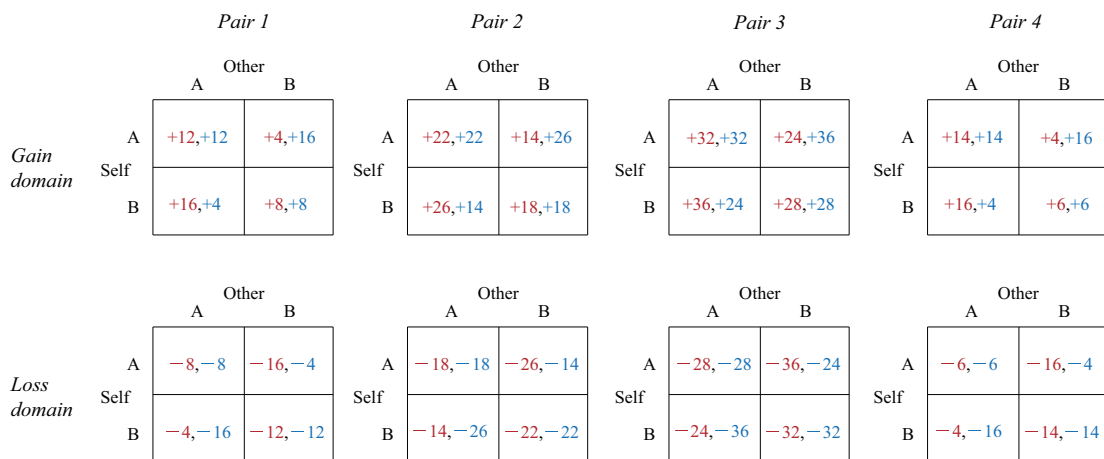 Pair 1 Pair 2 Pair 3 Pair 4
Other Other Other Other
A B A B A B A B
A +12,+12 +4,+16 A +22,+22 +14,+26 A +32,+32 +24,+36 A +14,+14 +4,+16
Gain
domain
Self Self Self Self
B +16,+4 +8,+8 B +26,+14 +18,+18 B +36,+24 +28,+28 B +16,+4 +6,+6
Other Other Other Other
A B A B A B A B
A −8,−8 −16,−4 A −18,−18 −26,−14 A −28,−28 −36,−24 A −6,−6 −16,−4
Loss
domain
Self Self Self Self
B −4,−16 −12,−12 B −14,−26 −22,−22 B −24,−36 −32,−32 B −4,−16 −14,−14